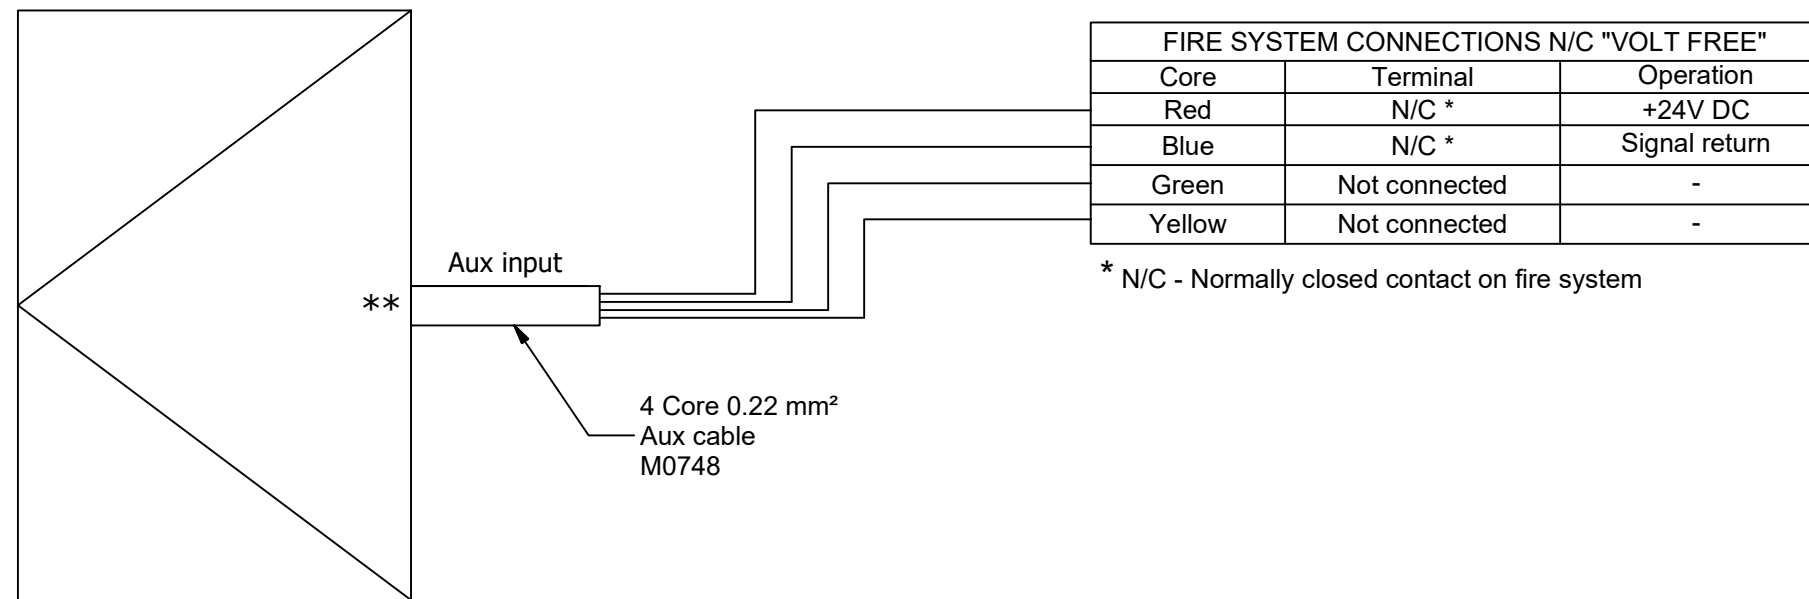 FIRE SYSTEM CONNECTIONS N/C "VOLT FREE"
Core Terminal Operation
Red N/C * +24V DC
Blue N/C * Signal return
Green Not connected -
Yellow Not connected -
* N/C - Normally closed contact on fire system
Aux input
**
4 Core 0.22 mm²
Aux cable
M0748